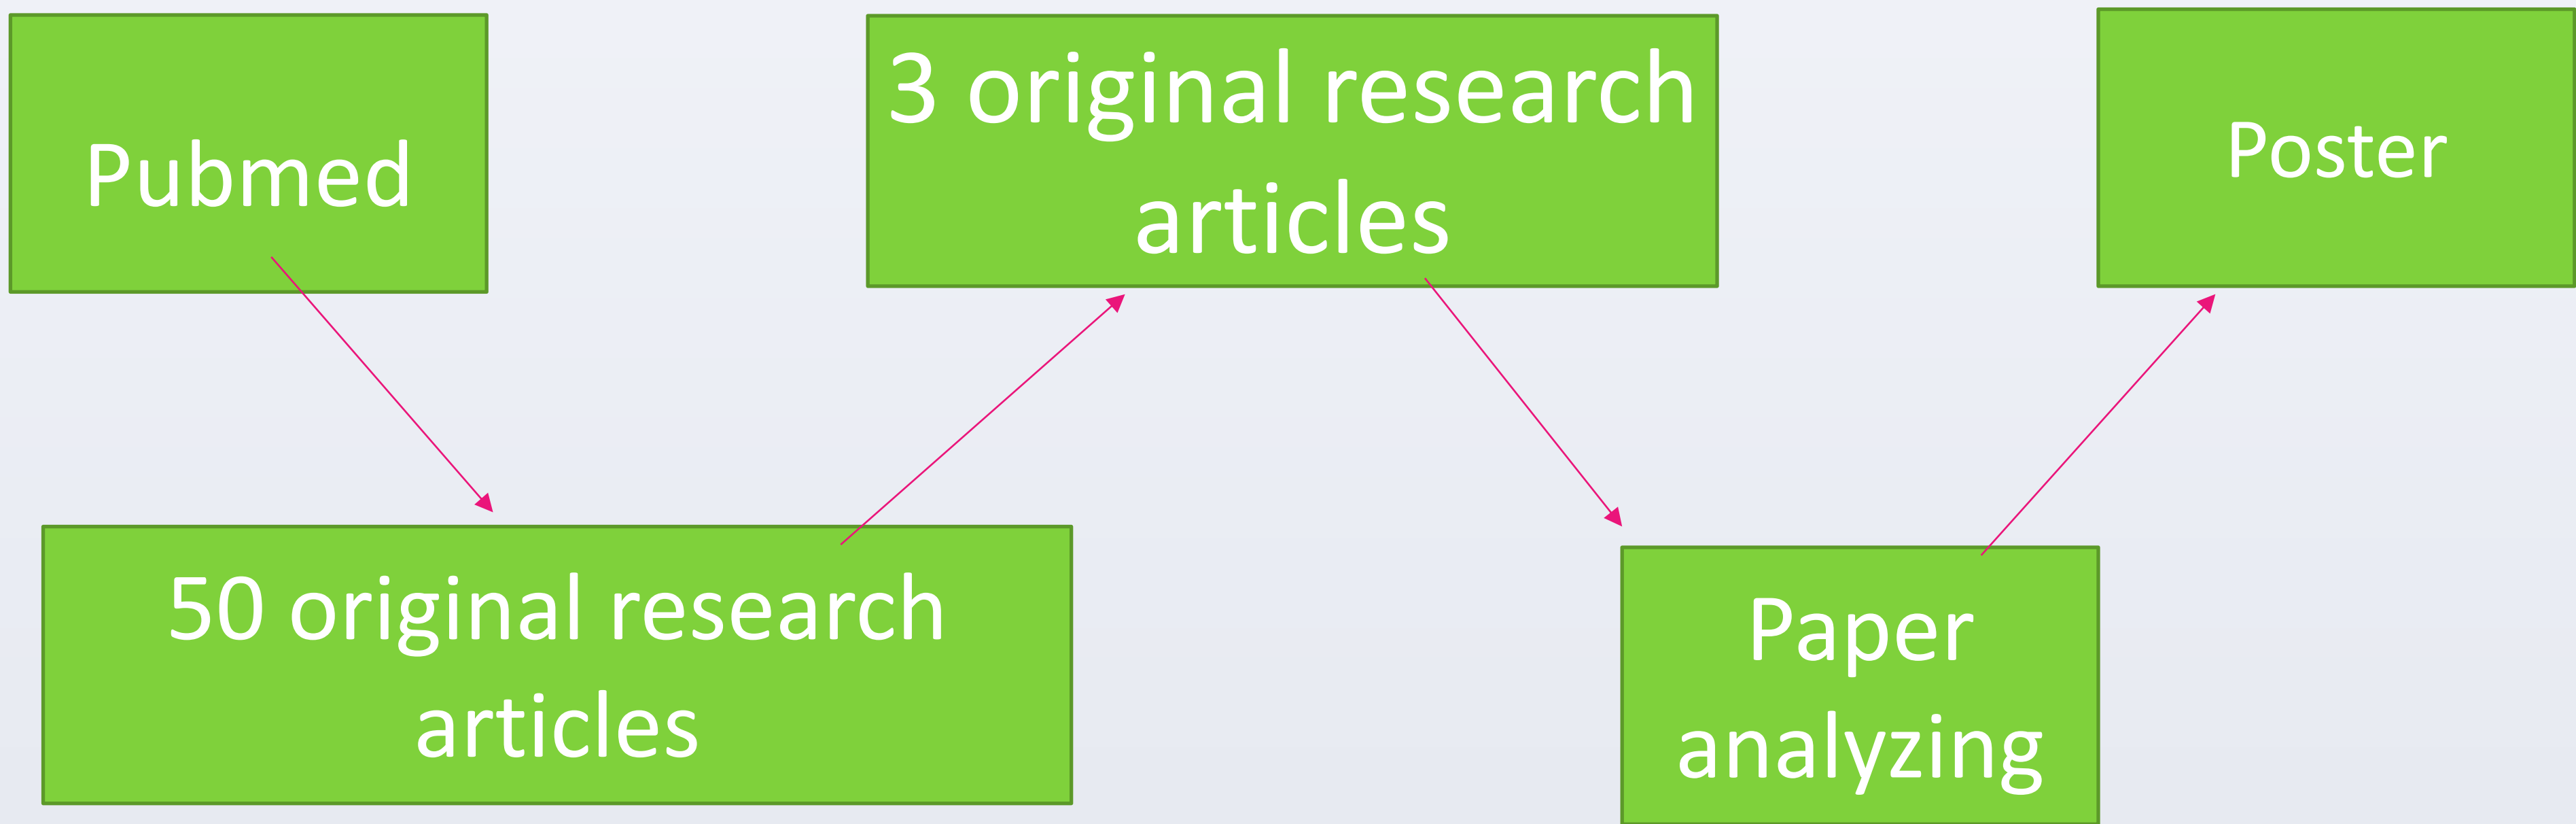 Pubmed
50 original research
articles
3 original research
articles
Paper
analyzing
Poster